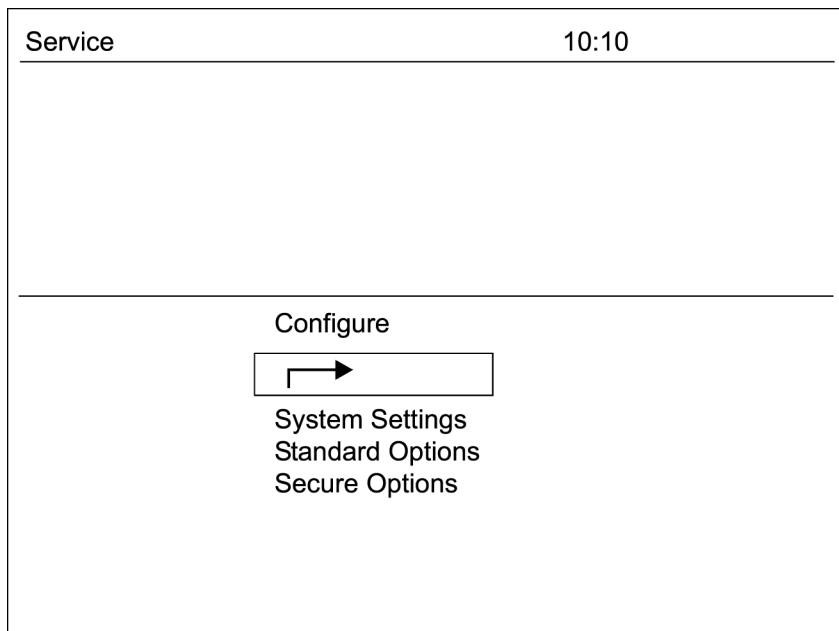 Service 10:10
Configure
System Settings
Standard Options
Secure Options